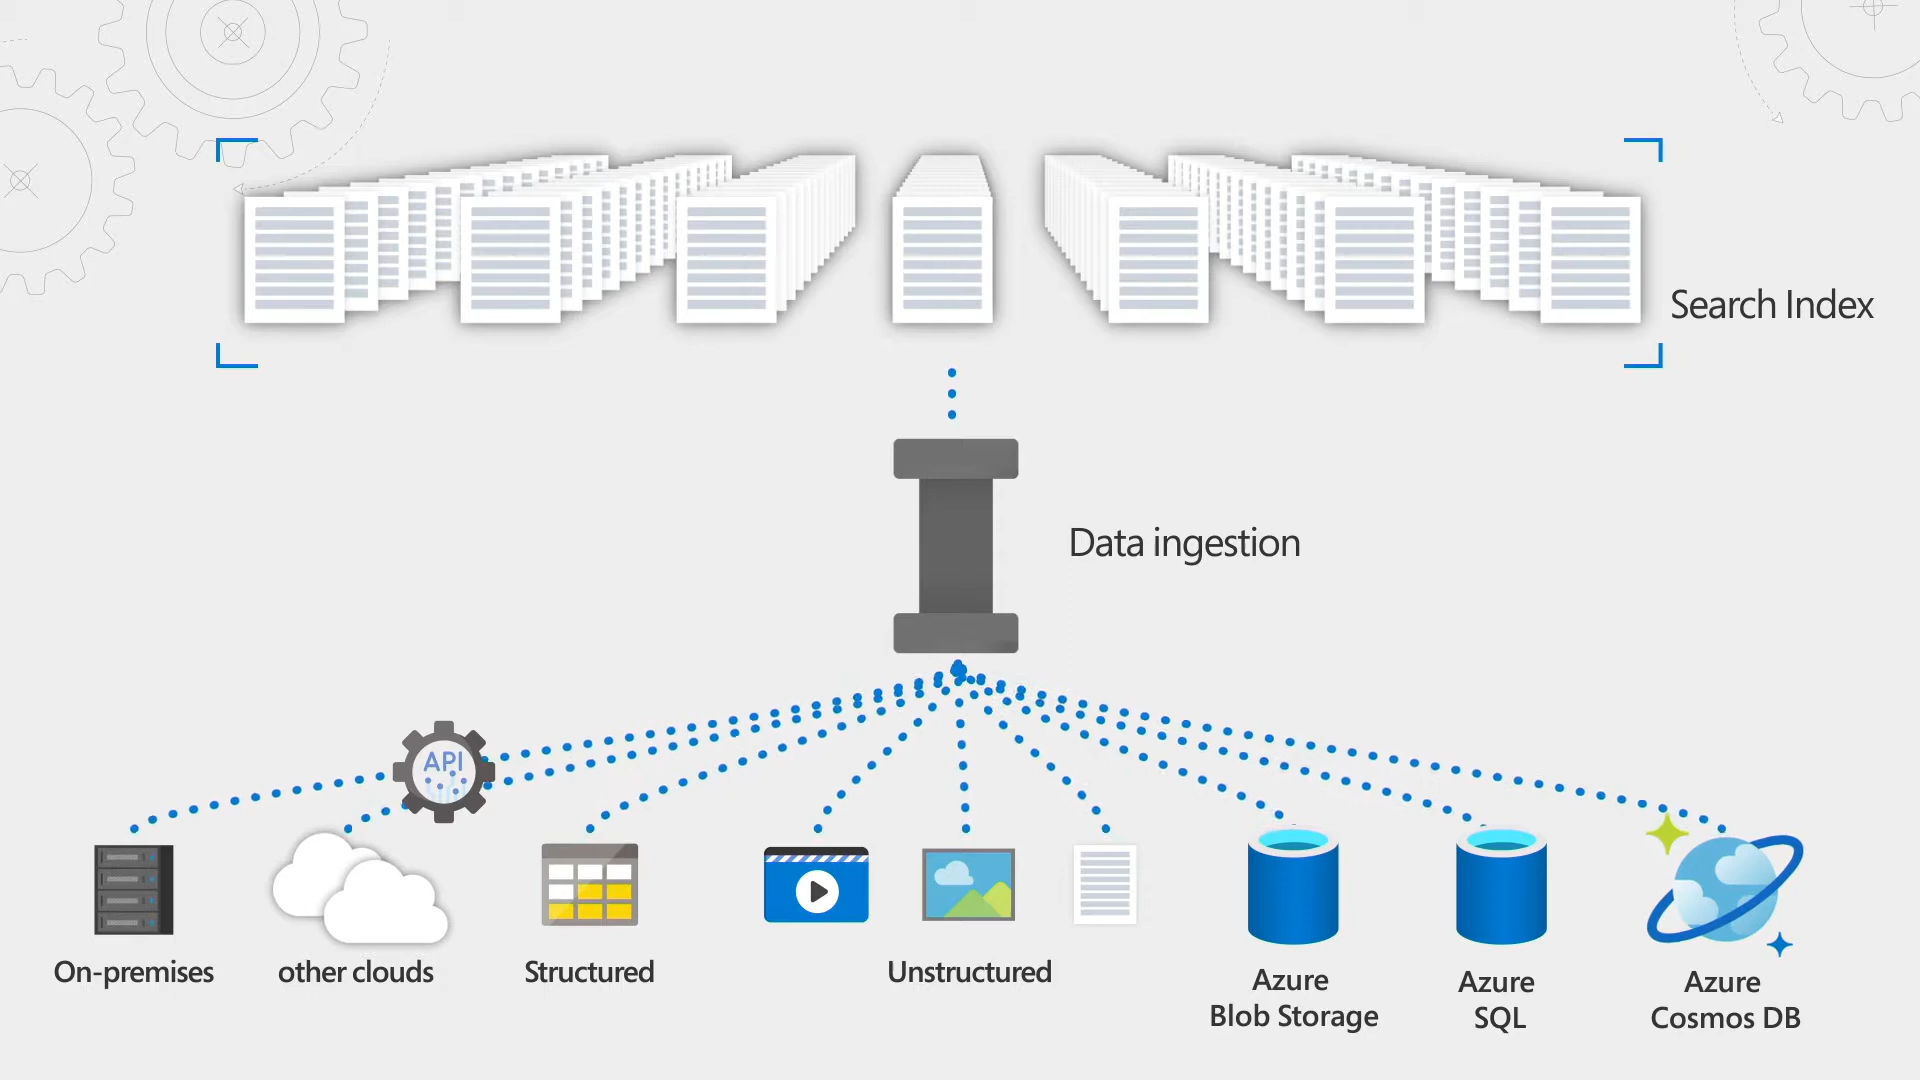 Search Index
Data ingestion
API
On-premises
other clouds
Structured
Unstructured
Azure
Blob Storage
Azure
SQL
Azure
Cosmos DB